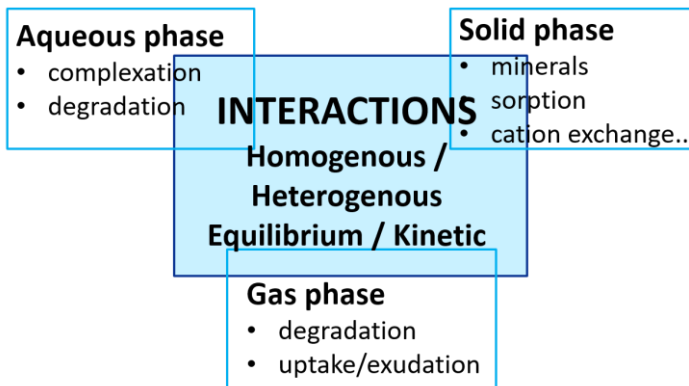 Aqueous phase
• complexation
• degradation
Solid phase
• minerals
• sorption
• cation exchange..
INTERACTIONS
Homogenous /
Heterogenous
Equilibrium / Kinetic
Gas phase
• degradation
• uptake/exudation